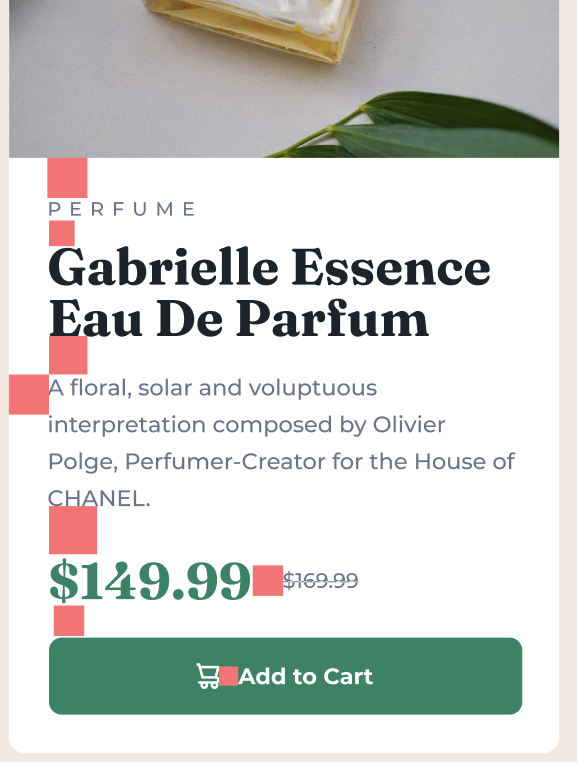 PERFUME
Gabrielle Essence
Eau De Parfum
A floral, solar and voluptuous
interpretation composed by Olivier
Polge, Perfumer-Creator for the House of
CHANEL.
$149.99 $169.99
Add to Cart